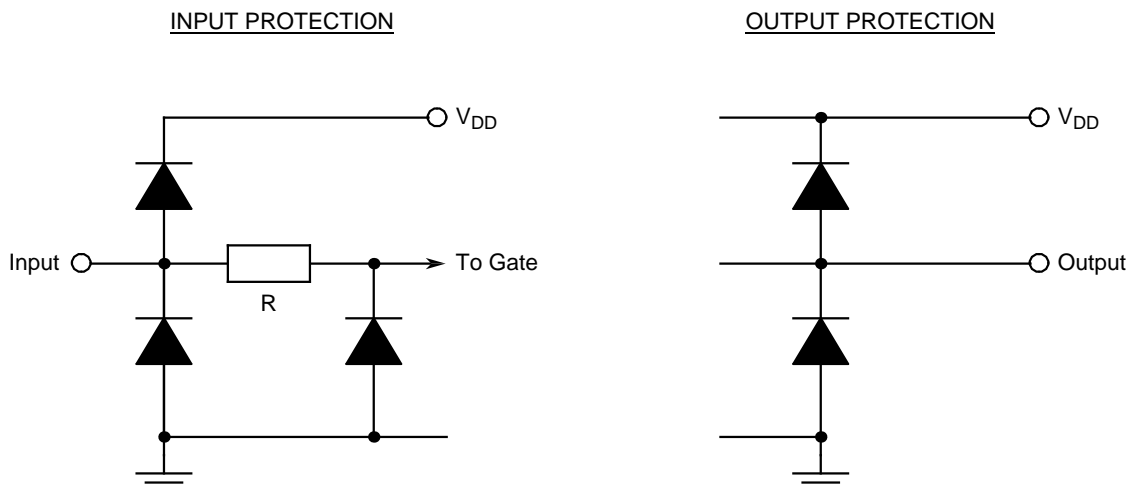 INPUT PROTECTION
V_DD
Input
To Gate
R
OUTPUT PROTECTION
V_DD
Output